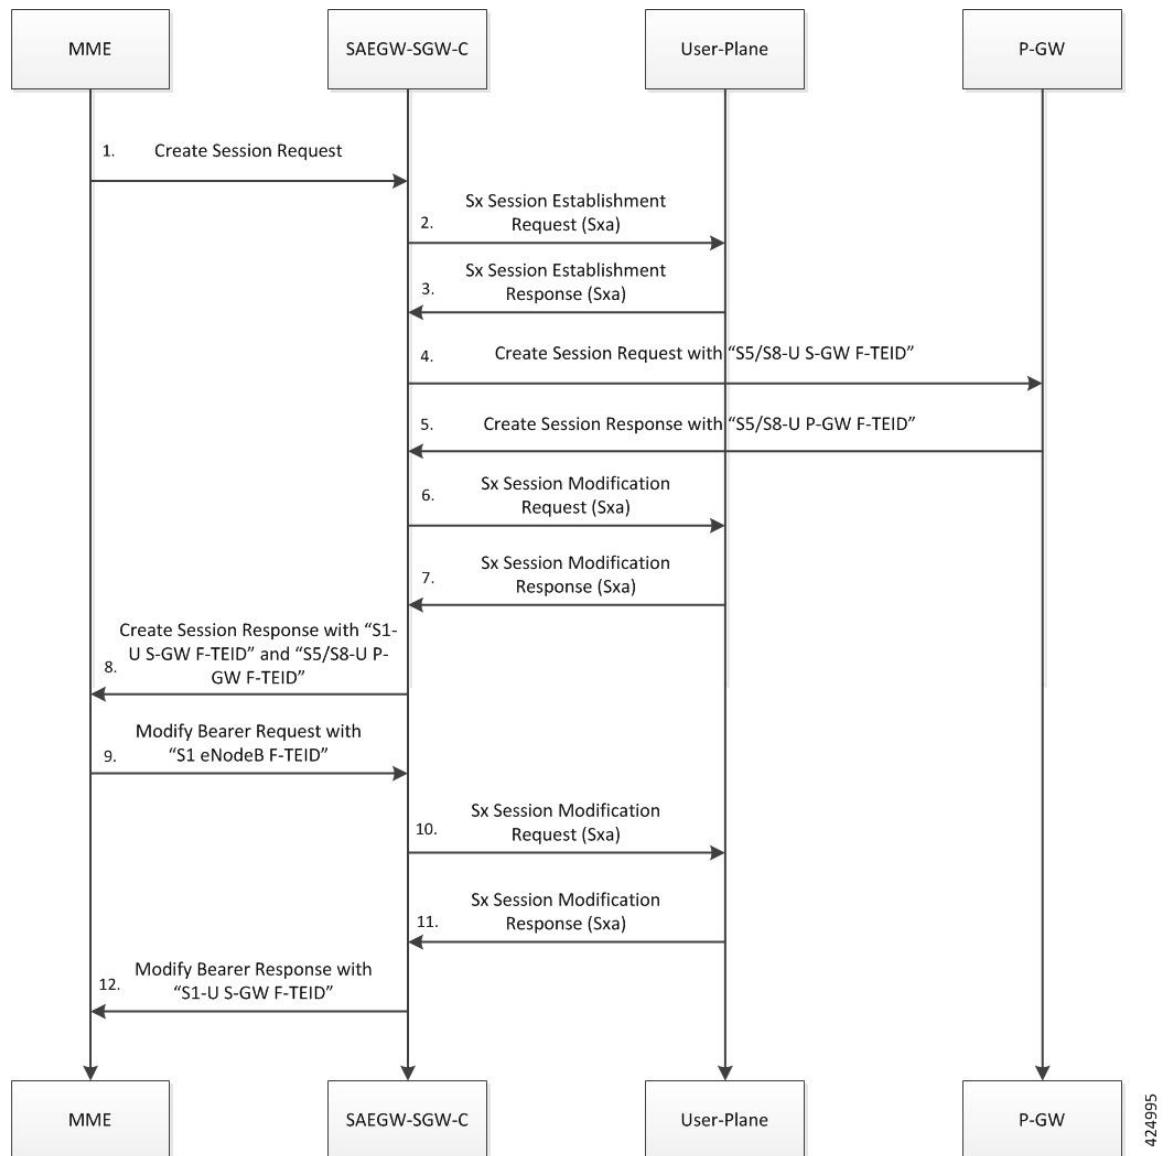 MME
SAEGW-SGW-C
User-Plane
P-GW
1.
Create Session Request
Sx Session Establishment
Request (Sxa)
2.
Sx Session Establishment
Response (Sxa)
3.
4.
Create Session Request with “S5/S8-U S-GW F-TEID”
5.
Create Session Response with “S5/S8-U P-GW F-TEID”
Sx Session Modification
Request (Sxa)
6.
Sx Session Modification
Response (Sxa)
7.
Create Session Response with “S1-
U S-GW F-TEID” and “S5/S8-U P-
GW F-TEID”
8.
Modify Bearer Request with
“S1 eNodeB F-TEID”
9.
Sx Session Modification
Request (Sxa)
10.
Sx Session Modification
Response (Sxa)
11.
Modify Bearer Response with
“S1-U S-GW F-TEID”
12.
MME
SAEGW-SGW-C
User-Plane
P-GW
424995